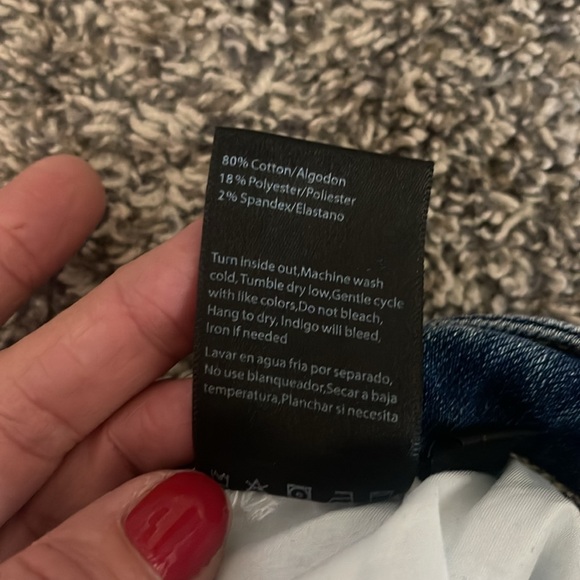 80% Cotton/Algodon
18% Polyester/Poliester
2% Spandex/Elastano
Turn inside out,Machine wash
cold,Tumble dry low,Gentle cycle
with like colors,Do not bleach,
Hang to dry, Indigo will bleed,
Iron if needed
Lavar en agua fria por separado,
No use blanqueador,Secar a baja
temperatura,Planchar si necesita